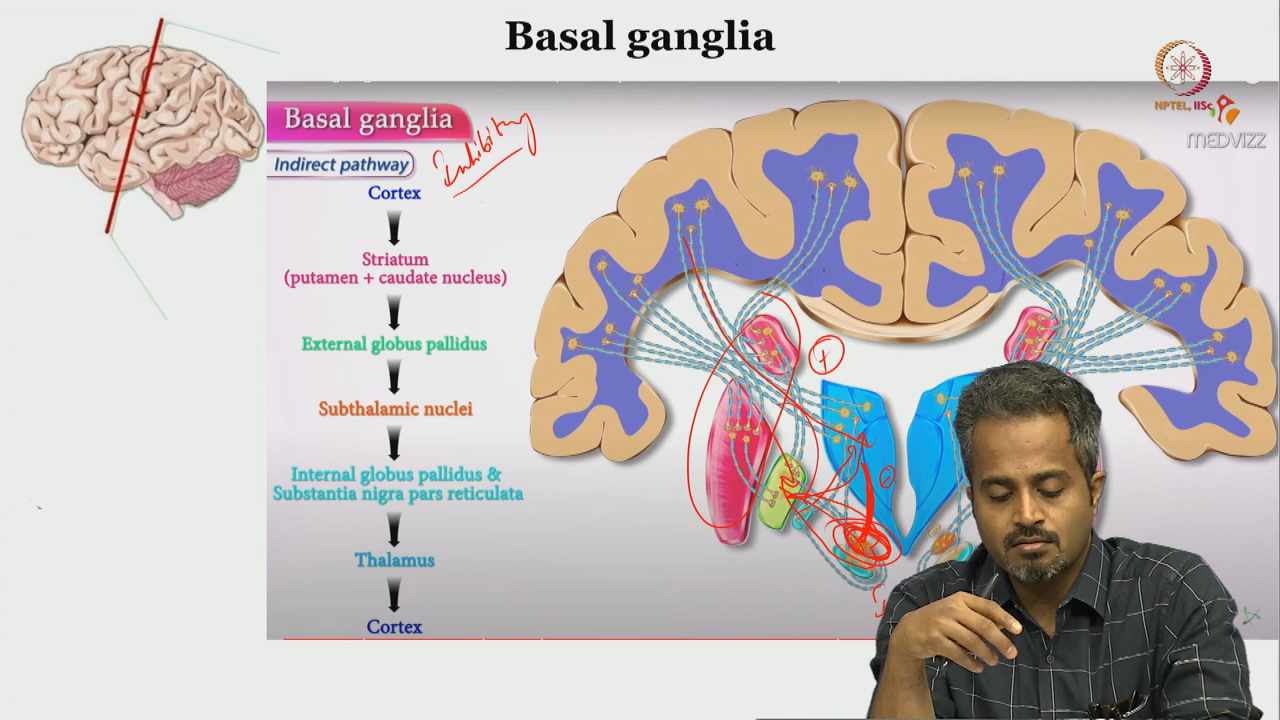 Basal ganglia
NPTEL, IISc
MEDVIZZ
Basal ganglia
Indirect pathway
Inhibitory
Cortex
Striatum
(putamen + caudate nucleus)
External globus pallidus
Subthalamic nuclei
Internal globus pallidus &
Substantia nigra pars reticulata
Thalamus
Cortex